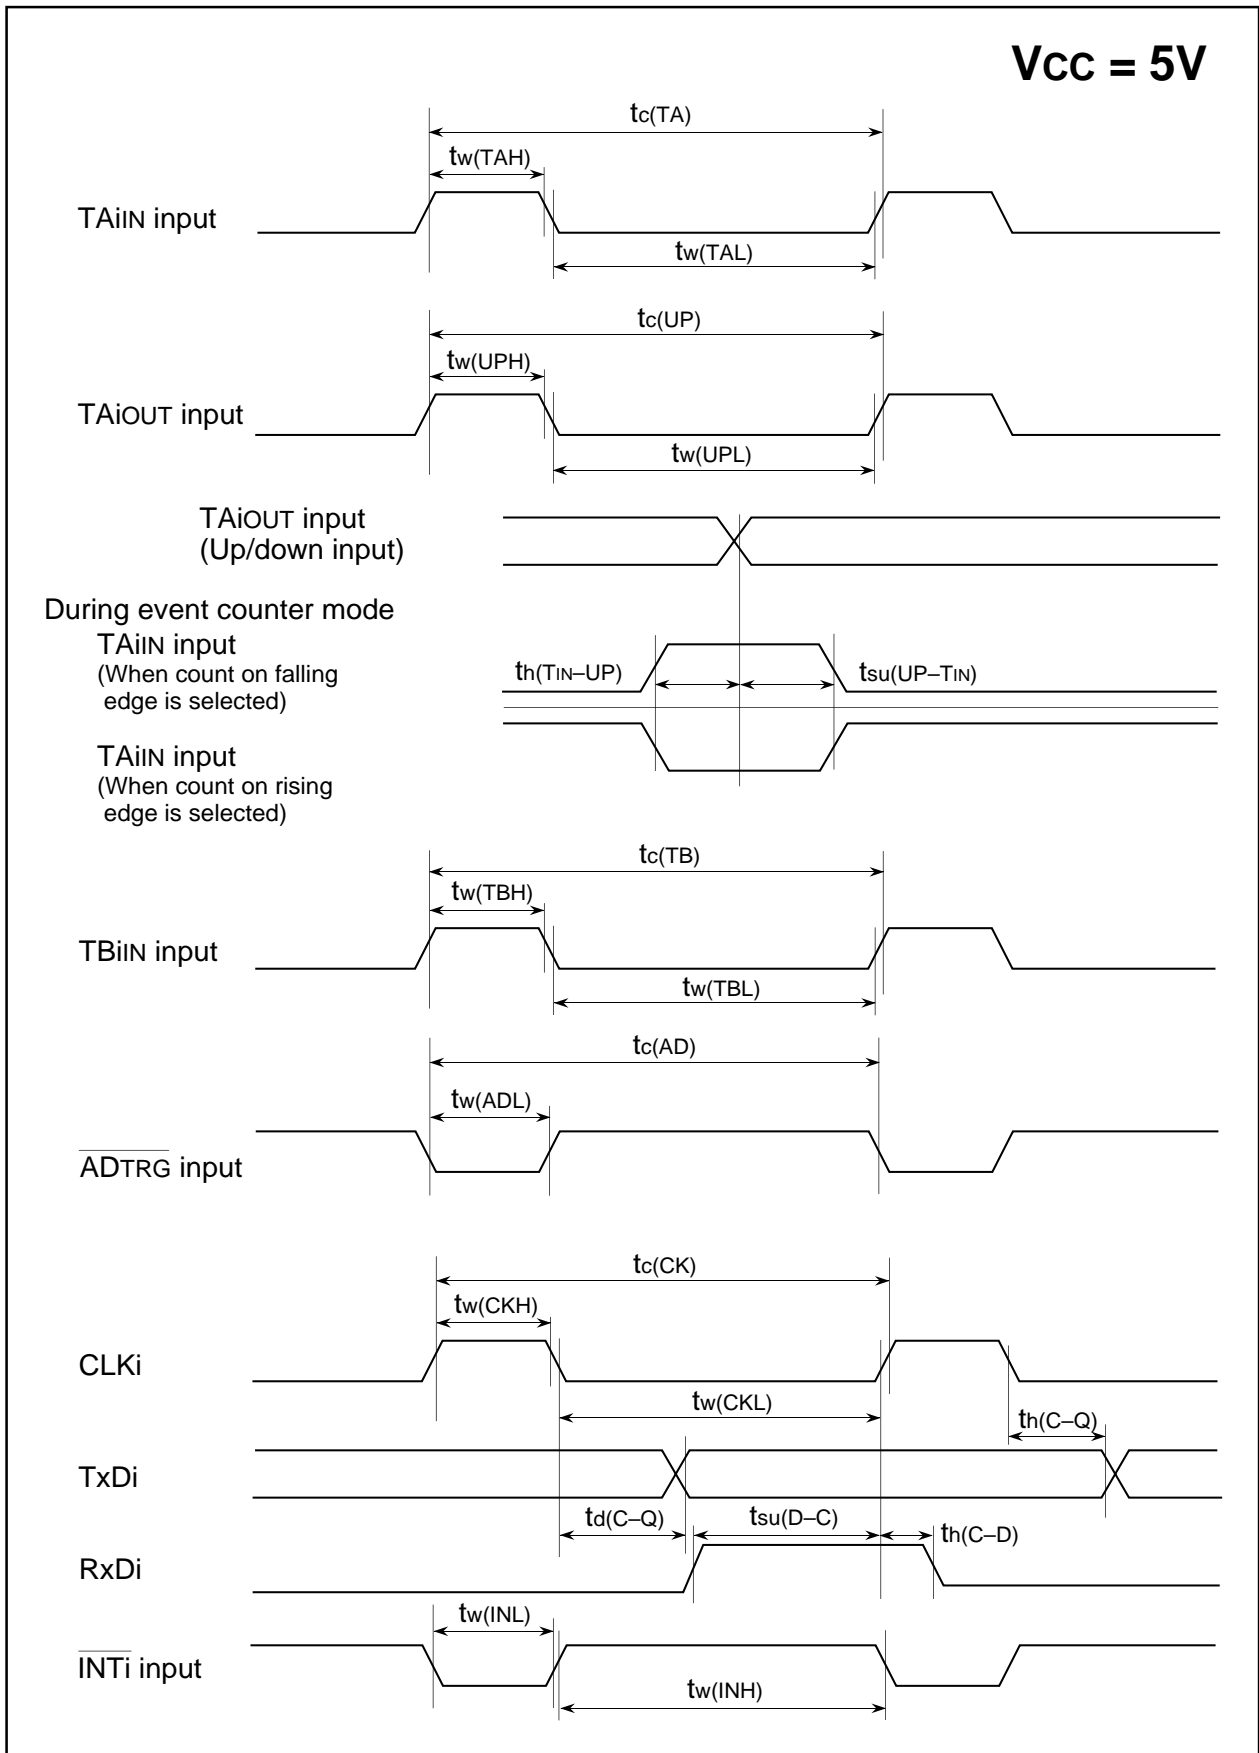 VCC = 5V
tc(TA)
tw(TAH)
TAiIN input
tw(TAL)
tc(UP)
tw(UPH)
TAiOUT input
tw(UPL)
TAiOUT input
(Up/down input)
During event counter mode
TAiIN input
(When count on falling
edge is selected)
th(TIN–UP)
tsu(UP–TIN)
TAiIN input
(When count on rising
edge is selected)
tc(TB)
tw(TBH)
TBiIN input
tw(TBL)
tc(AD)
tw(ADL)
ADTRG input
tc(CK)
tw(CKH)
CLKi
tw(CKL)
th(C–Q)
TxDi
td(C–Q)
tsu(D–C)
th(C–D)
RxDi
tw(INL)
INTi input
tw(INH)